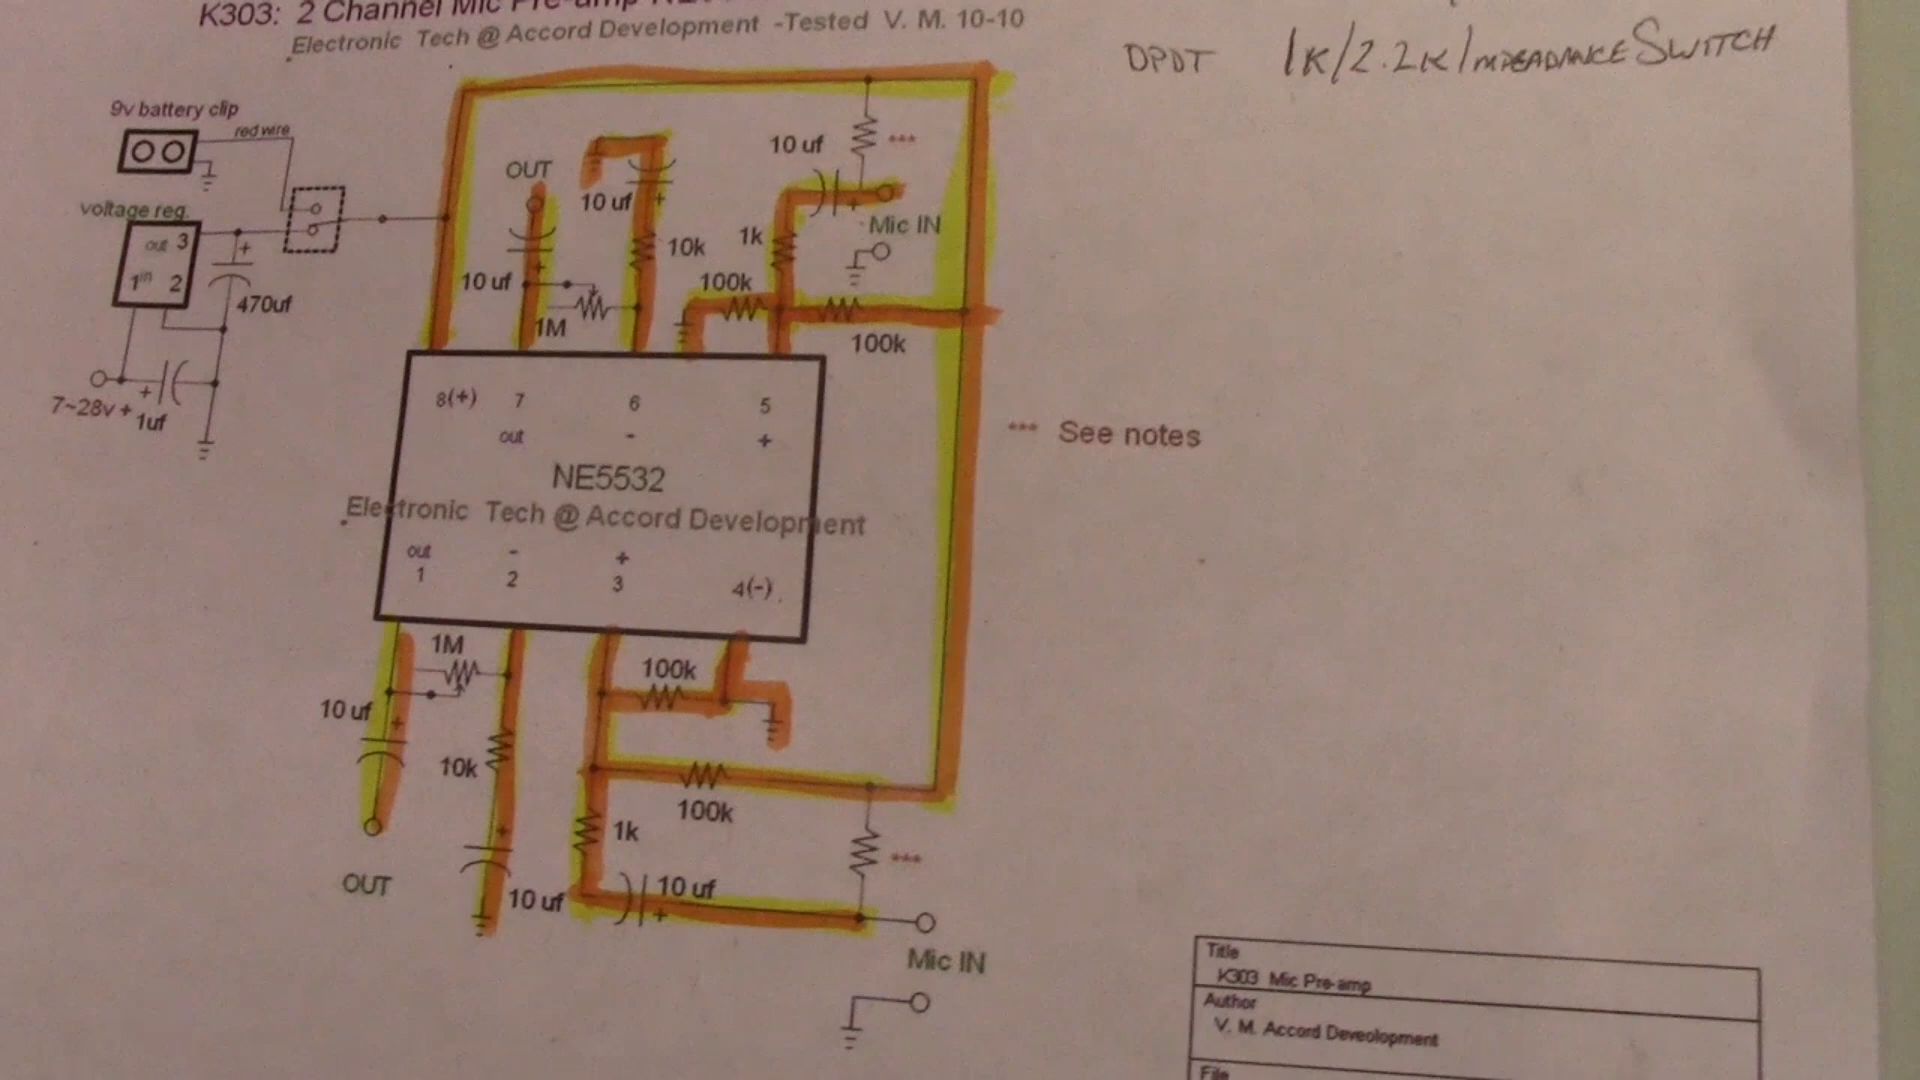 K303: 2 Channel Mic Pre-amp
Electronic Tech @ Accord Development -Tested V. M. 10-10
DPDT 1K/2.2K IMPEADANCE SWITCH
9v battery clip
red wire
voltage reg.
out 3
1 in 2
470uf
7~28v +
+
1uf
+
OUT
10 uf
+
10 uf
+
10k
1M
10 uf
+
***
Mic IN
1k
100k
100k
8(+) 7 6 5
out - +
NE5532
Electronic Tech @ Accord Development
out - +
1 2 3 4(-)
*** See notes
1M
100k
10 uf
+
10k
100k
+
1k
***
OUT
10 uf
10 uf
+
Mic IN
Title
K303 Mic Pre-amp
Author
V. M. Accord Deveolopment
File